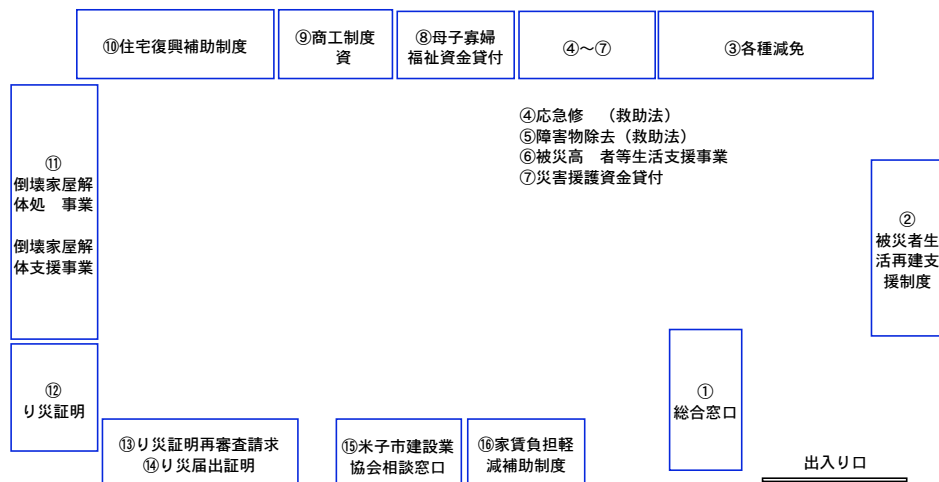 ⑩住宅復興補助制度
⑨商工制度
資
⑧母子寡婦
福祉資金貸付
④～⑦
③各種減免
④応急修　（救助法）
⑤障害物除去（救助法）
⑥被災高　者等生活支援事業
⑦災害援護資金貸付
⑪
倒壊家屋解
体処　事業
倒壊家屋解
体支援事業
②
被災者生
活再建支
援制度
①
総合窓口
⑫
り災証明
⑬り災証明再審査請求
⑭り災届出証明
⑮米子市建設業
協会相談窓口
⑯家賃負担軽
減補助制度
出入り口